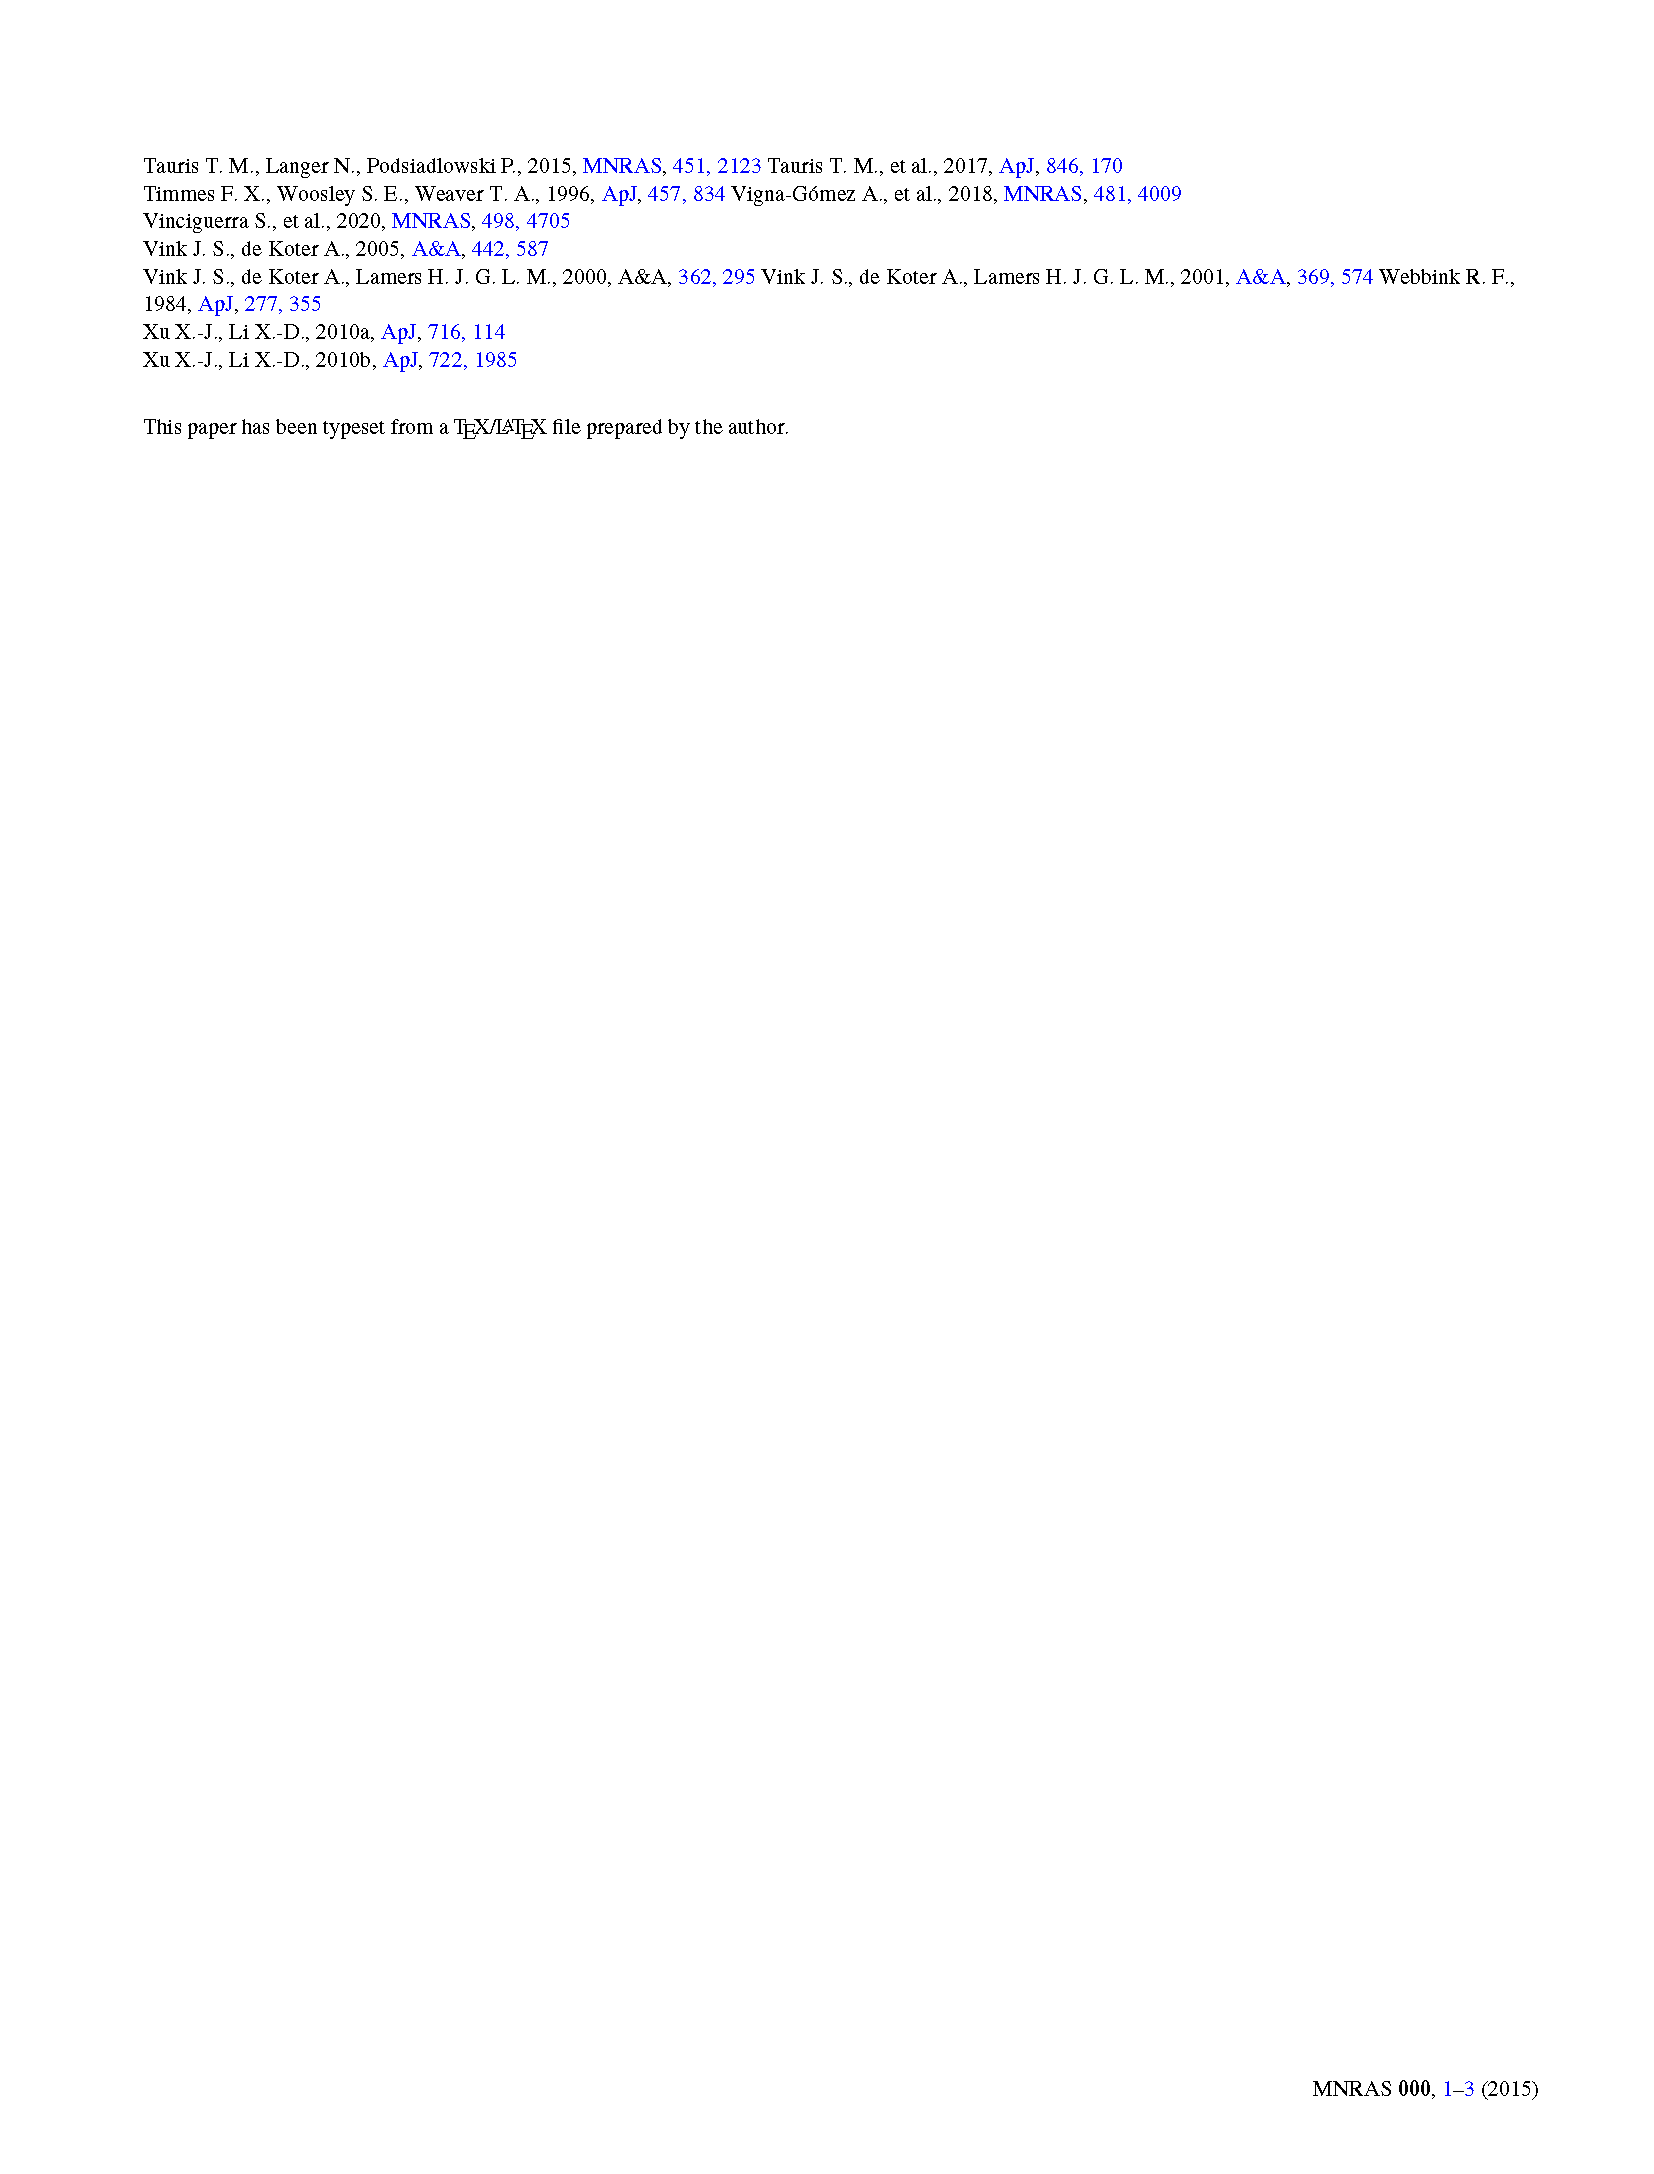 Tauris T. M., Langer N., Podsiadlowski P., 2015, MNRAS, 451, 2123 Tauris T. M., et al., 2017, ApJ, 846, 170
Timmes F. X., Woosley S. E., Weaver T. A., 1996, ApJ, 457, 834 Vigna-Gómez A., et al., 2018, MNRAS, 481, 4009
Vinciguerra S., et al., 2020, MNRAS, 498, 4705
Vink J. S., de Koter A., 2005, A&A, 442, 587
Vink J. S., de Koter A., Lamers H. J. G. L. M., 2000, A&A, 362, 295 Vink J. S., de Koter A., Lamers H. J. G. L. M., 2001, A&A, 369, 574 Webbink R. F.,
1984, ApJ, 277, 355
Xu X.-J., Li X.-D., 2010a, ApJ, 716, 114
Xu X.-J., Li X.-D., 2010b, ApJ, 722, 1985
This paper has been typeset from a TEX/LATEX file prepared by the author.
MNRAS 000, 1–3 (2015)